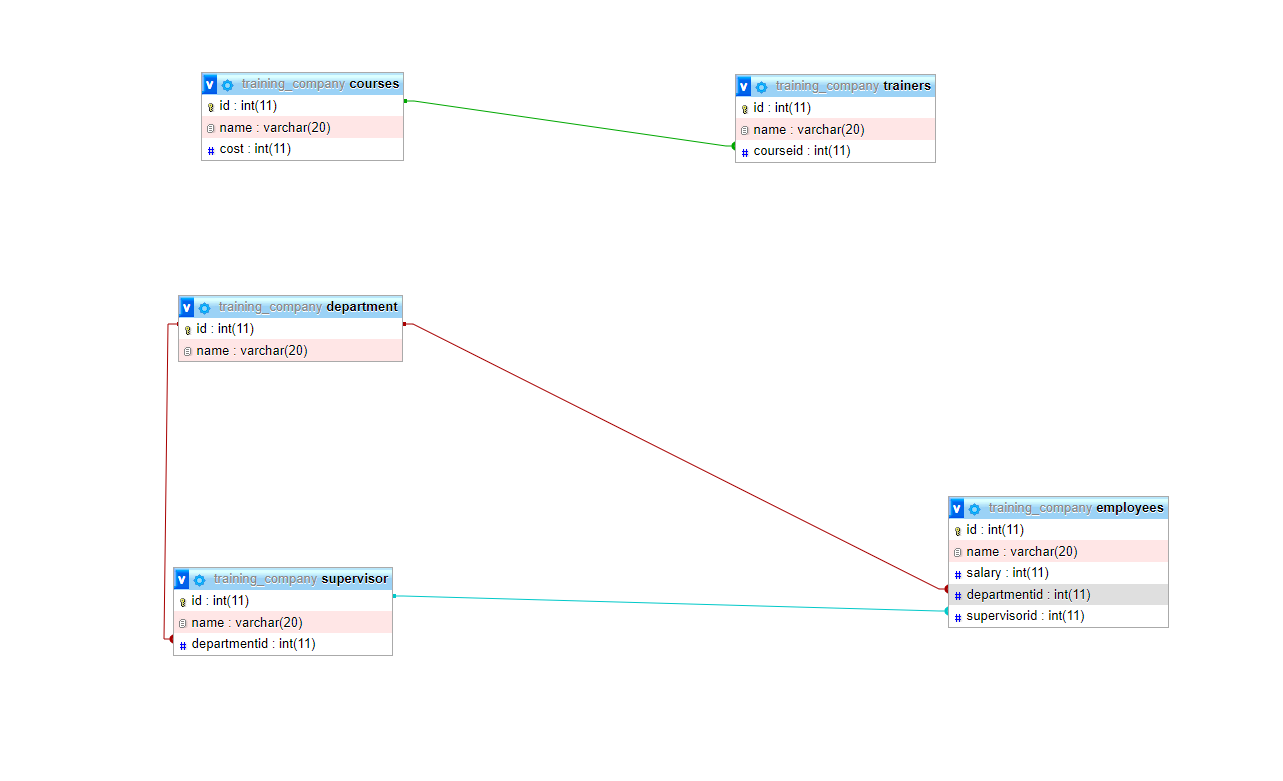 training_company courses
id : int(11)
name : varchar(20)
cost : int(11)
training_company trainers
id : int(11)
name : varchar(20)
courseid : int(11)
training_company department
id : int(11)
name : varchar(20)
training_company supervisor
id : int(11)
name : varchar(20)
departmentid : int(11)
training_company employees
id : int(11)
name : varchar(20)
salary : int(11)
departmentid : int(11)
supervisorid : int(11)